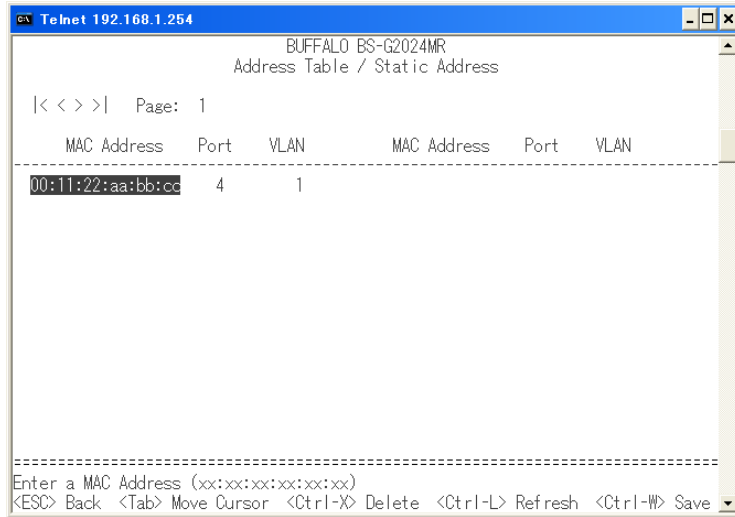 Telnet 192.168.1.254
BUFFALO BS-G2024MR
Address Table / Static Address
|< < > >| Page: 1
MAC Address Port VLAN MAC Address Port VLAN
00:11:22:aa:bb:cc 4 1
Enter a MAC Address (xx:xx:xx:xx:xx:xx)
<ESC> Back <Tab> Move Cursor <Ctrl-X> Delete <Ctrl-L> Refresh <Ctrl-W> Save